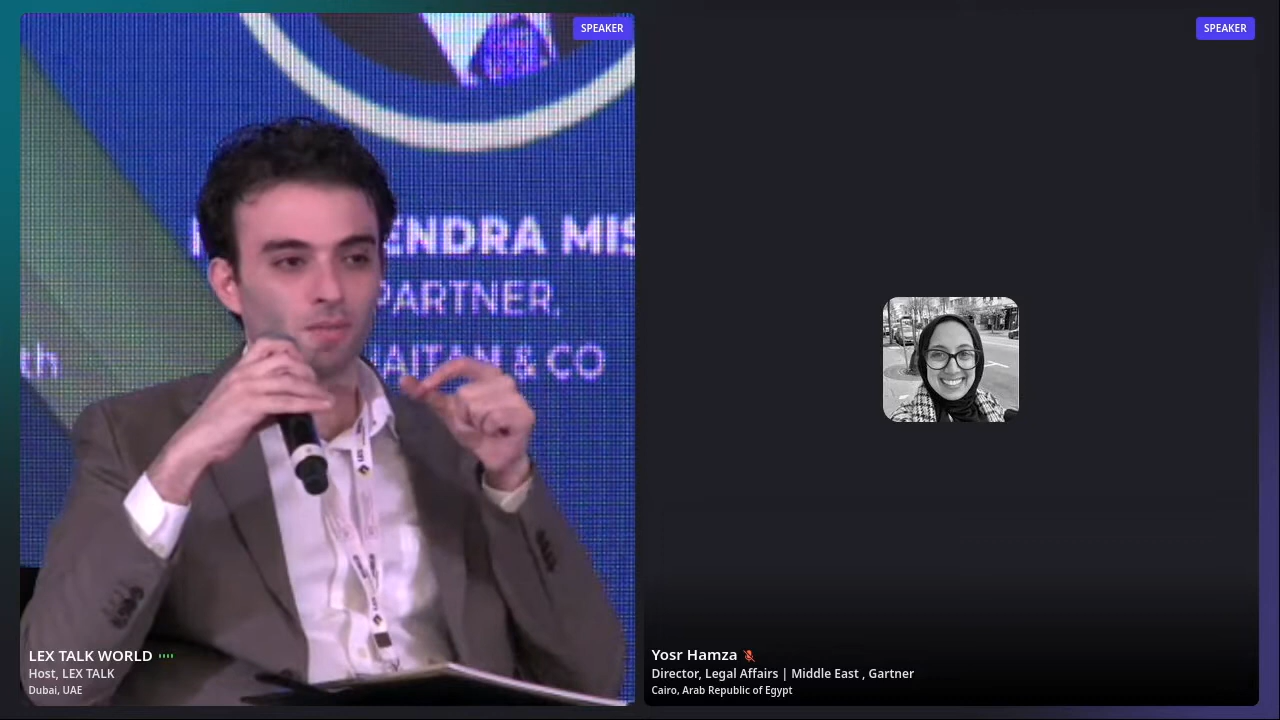 SPEAKER
ENDRA MIS
PARTNER,
AITAN & CO
th
LEX TALK WORLD
Host, LEX TALK
Dubai, UAE
SPEAKER
Yosr Hamza
Director, Legal Affairs | Middle East , Gartner
Cairo, Arab Republic of Egypt